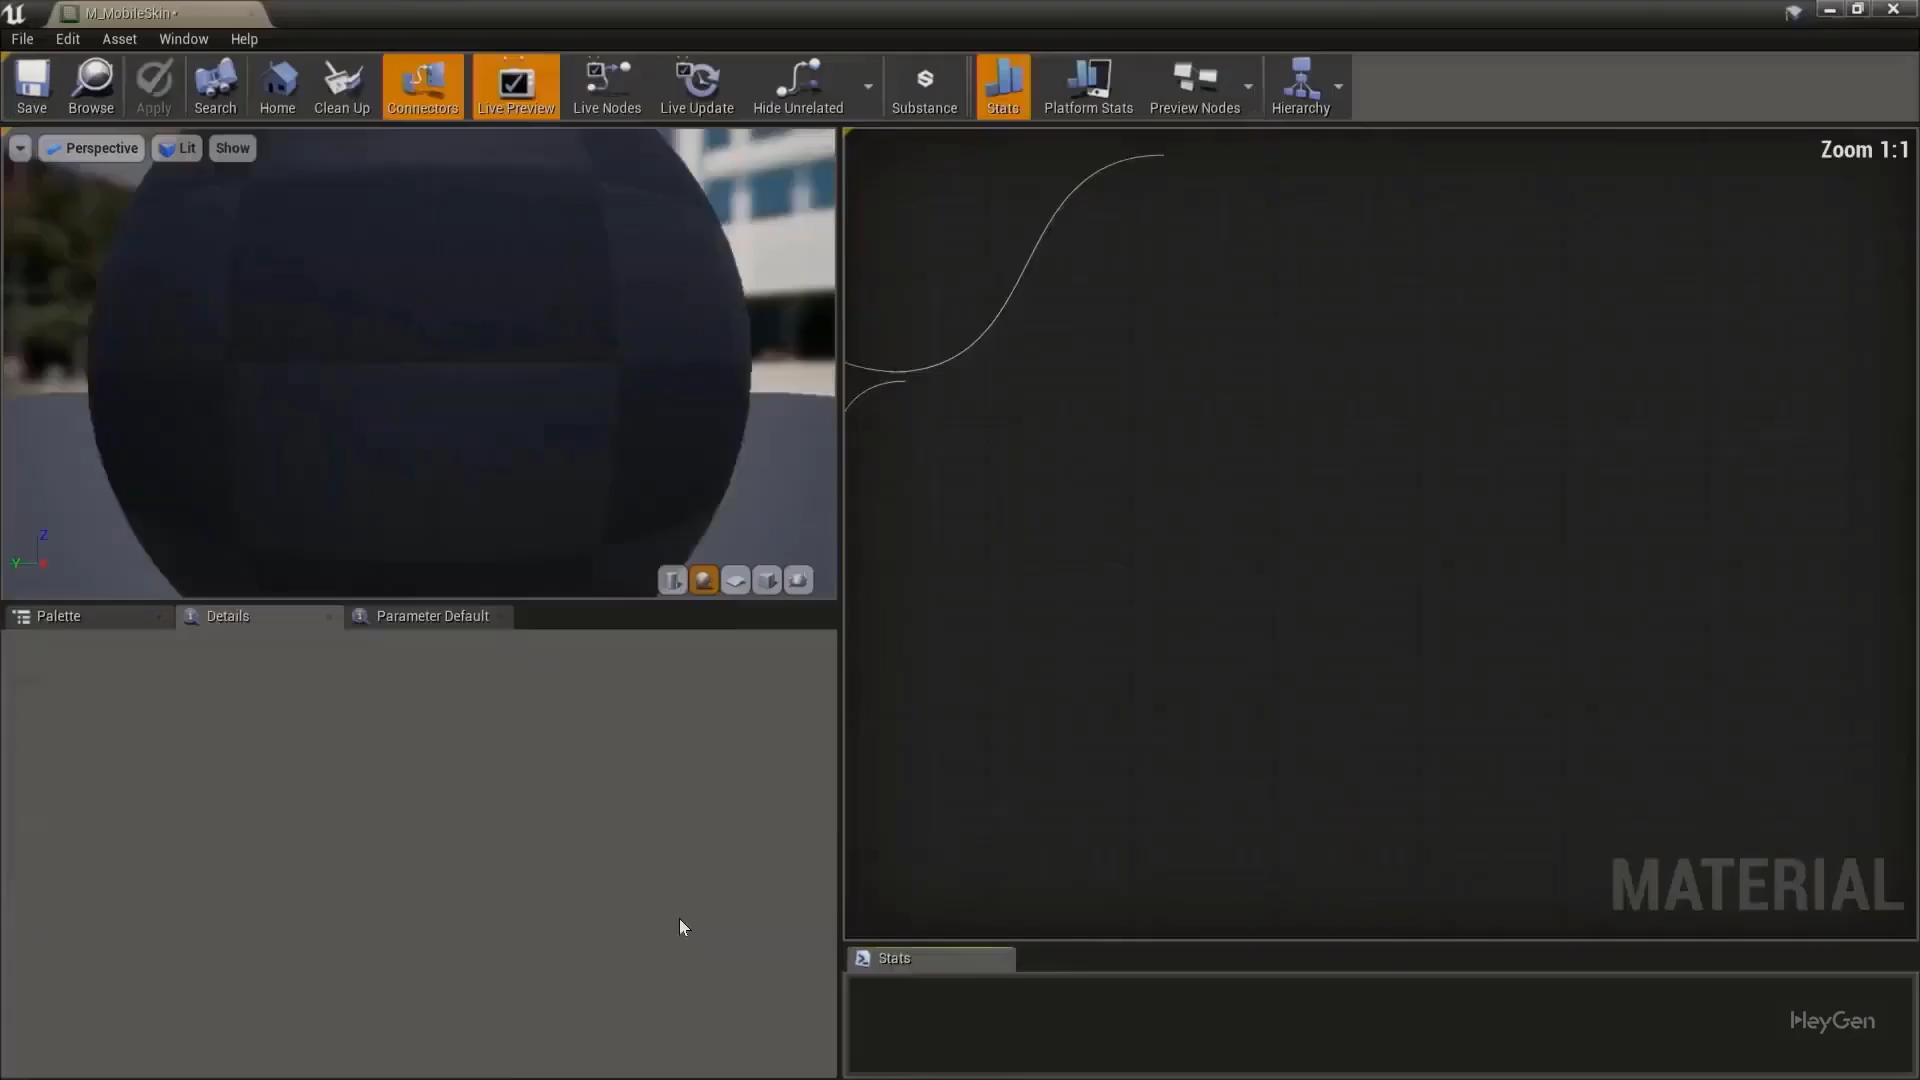 M_MobileSkin*
File Edit Asset Window Help
Save Browse Apply Search Home Clean Up Connectors Live Preview Live Nodes Live Update Hide Unrelated Substance Stats Platform Stats Preview Nodes Hierarchy
Perspective Lit Show
Zoom 1:1
Z
Y
Palette Details Parameter Default
MATERIAL
Stats
HeyGen